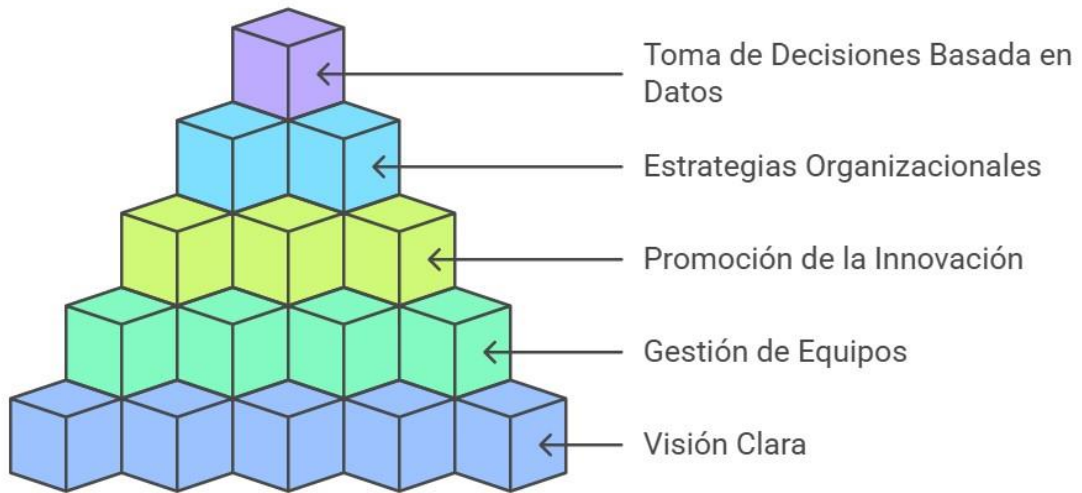 Toma de Decisiones Basada en
Datos
Estrategias Organizacionales
Promoción de la Innovación
Gestión de Equipos
Visión Clara